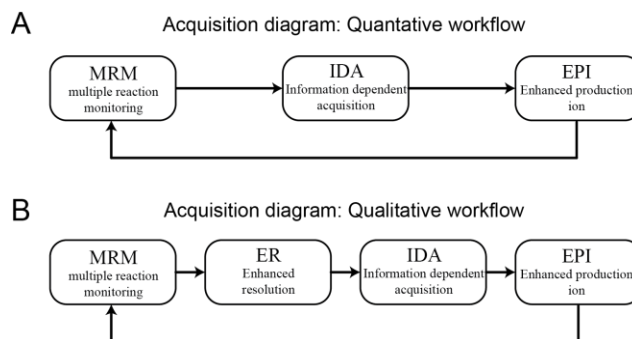 A
Acquisition diagram: Quantative workflow
MRM
multiple reaction
monitoring
IDA
Information dependent
acquisition
EPI
Enhanced production
ion
B
Acquisition diagram: Qualitative workflow
MRM
multiple reaction
monitoring
ER
Enhanced
resolution
IDA
Information dependent
acquisition
EPI
Enhanced production
ion